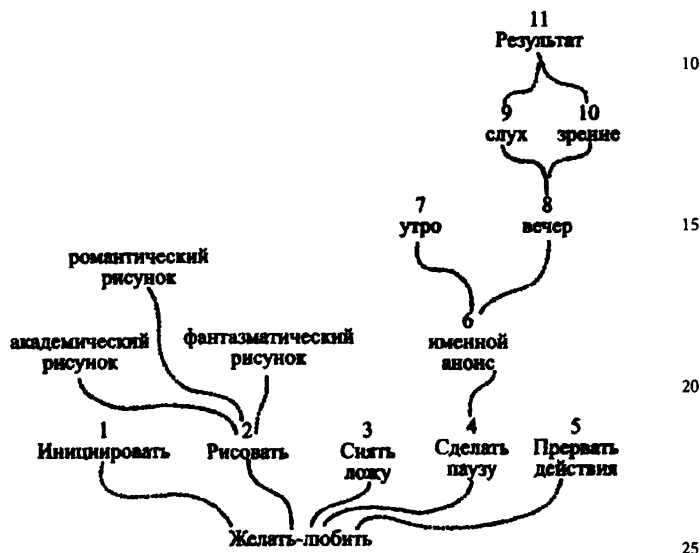 11
Результат
10
9 10
слух зрение
7 8
утро вечер
15
романтический
рисунок
6
именной
анонс
академический
рисунок
фантазматический
рисунок
20
1 2 3 4 5
Инициировать Рисовать Снять Сделать Прервать
ложу паузу действия
Желать-любить
25